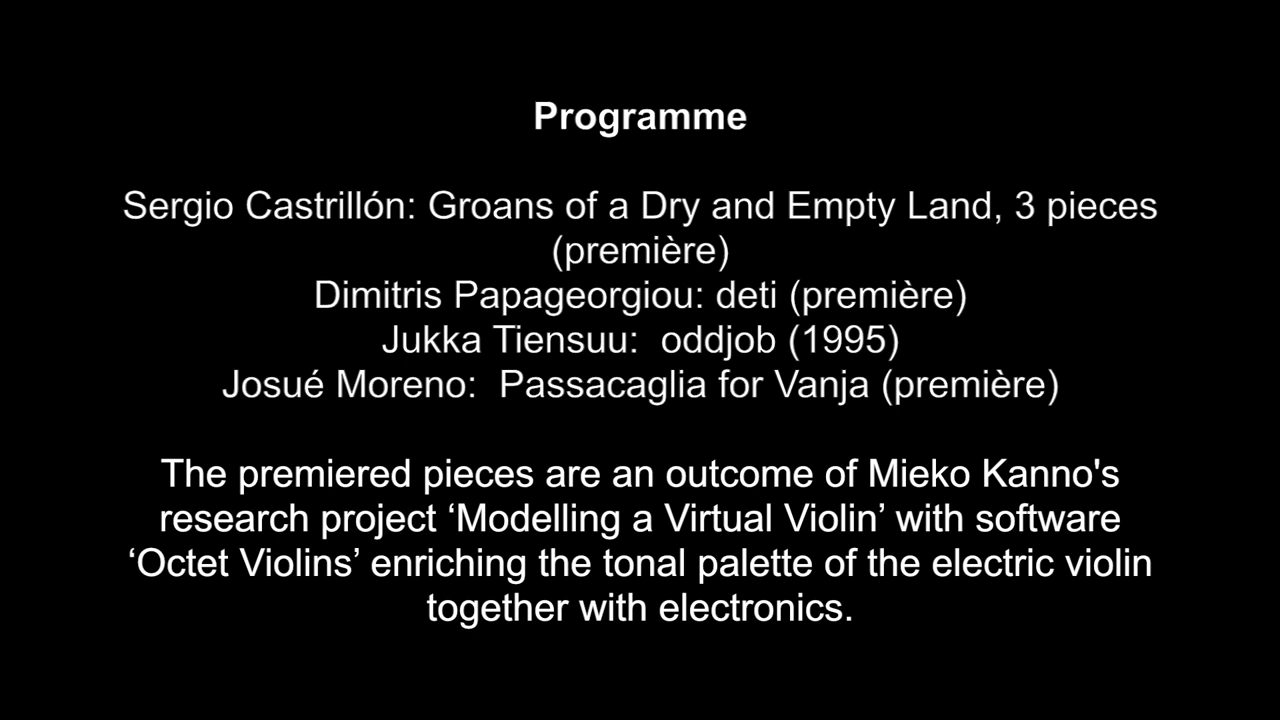 Programme
Sergio Castrillón: Groans of a Dry and Empty Land, 3 pieces
(première)
Dimitris Papageorgiou: deti (première)
Jukka Tiensuu:  oddjob (1995)
Josué Moreno:  Passacaglia for Vanja (première)
The premiered pieces are an outcome of Mieko Kanno's
research project ‘Modelling a Virtual Violin’ with software
‘Octet Violins’ enriching the tonal palette of the electric violin
together with electronics.